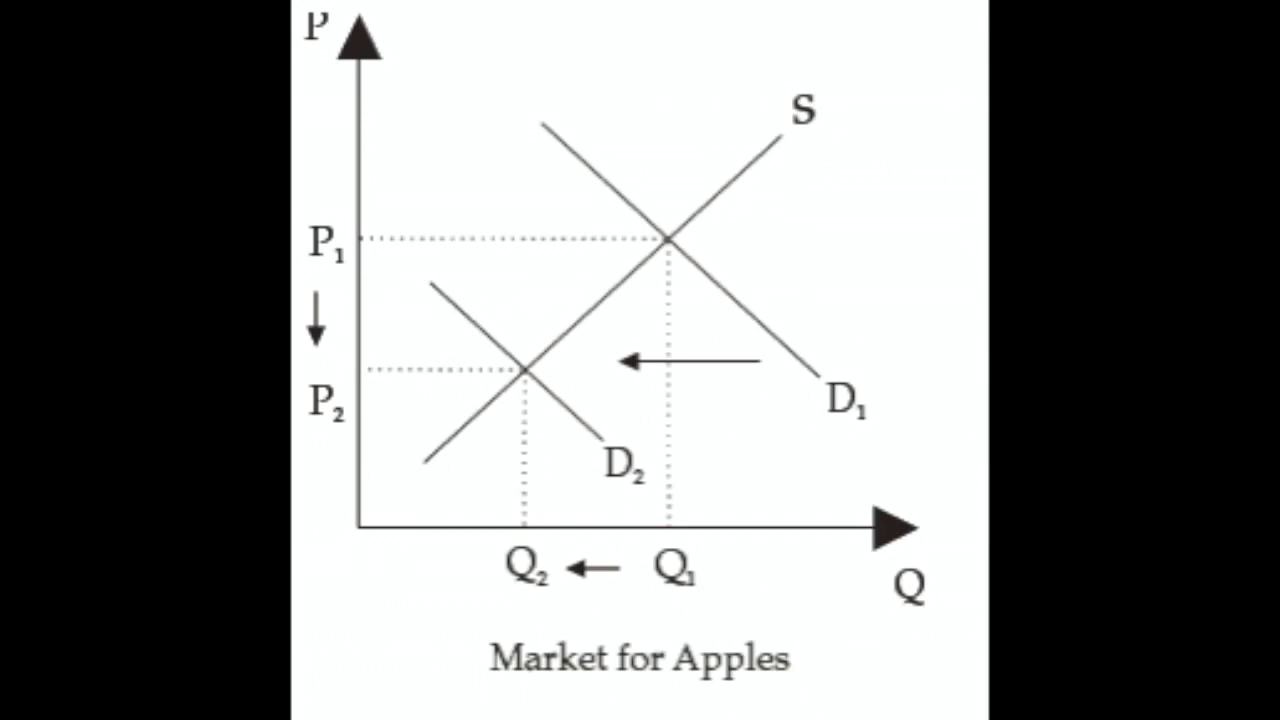 P
S
P₁
P₂
D₁
D₂
Q₂
Q₁
Q
Market for Apples